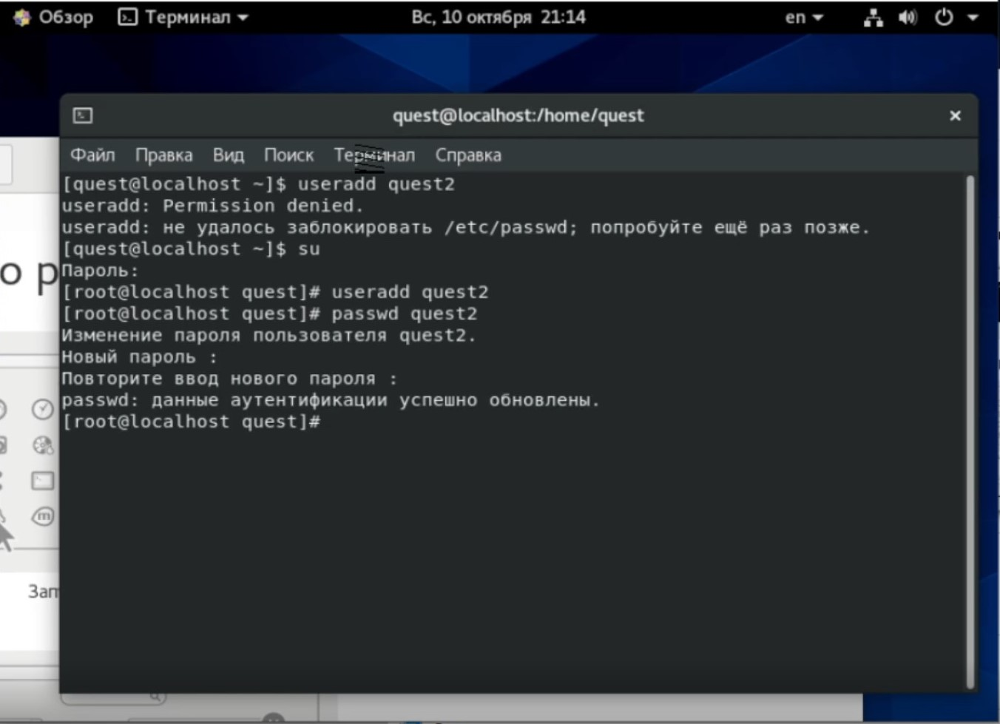 Обзор Терминал Вс, 10 октября 21:14 en
quest@localhost:/home/quest
Файл Правка Вид Поиск Терминал Справка
[quest@localhost ~]$ useradd quest2
useradd: Permission denied.
useradd: не удалось заблокировать /etc/passwd; попробуйте ещё раз позже.
[quest@localhost ~]$ su
Пароль:
[root@localhost quest]# useradd quest2
[root@localhost quest]# passwd quest2
Изменение пароля пользователя quest2.
Новый пароль :
Повторите ввод нового пароля :
passwd: данные аутентификации успешно обновлены.
[root@localhost quest]#